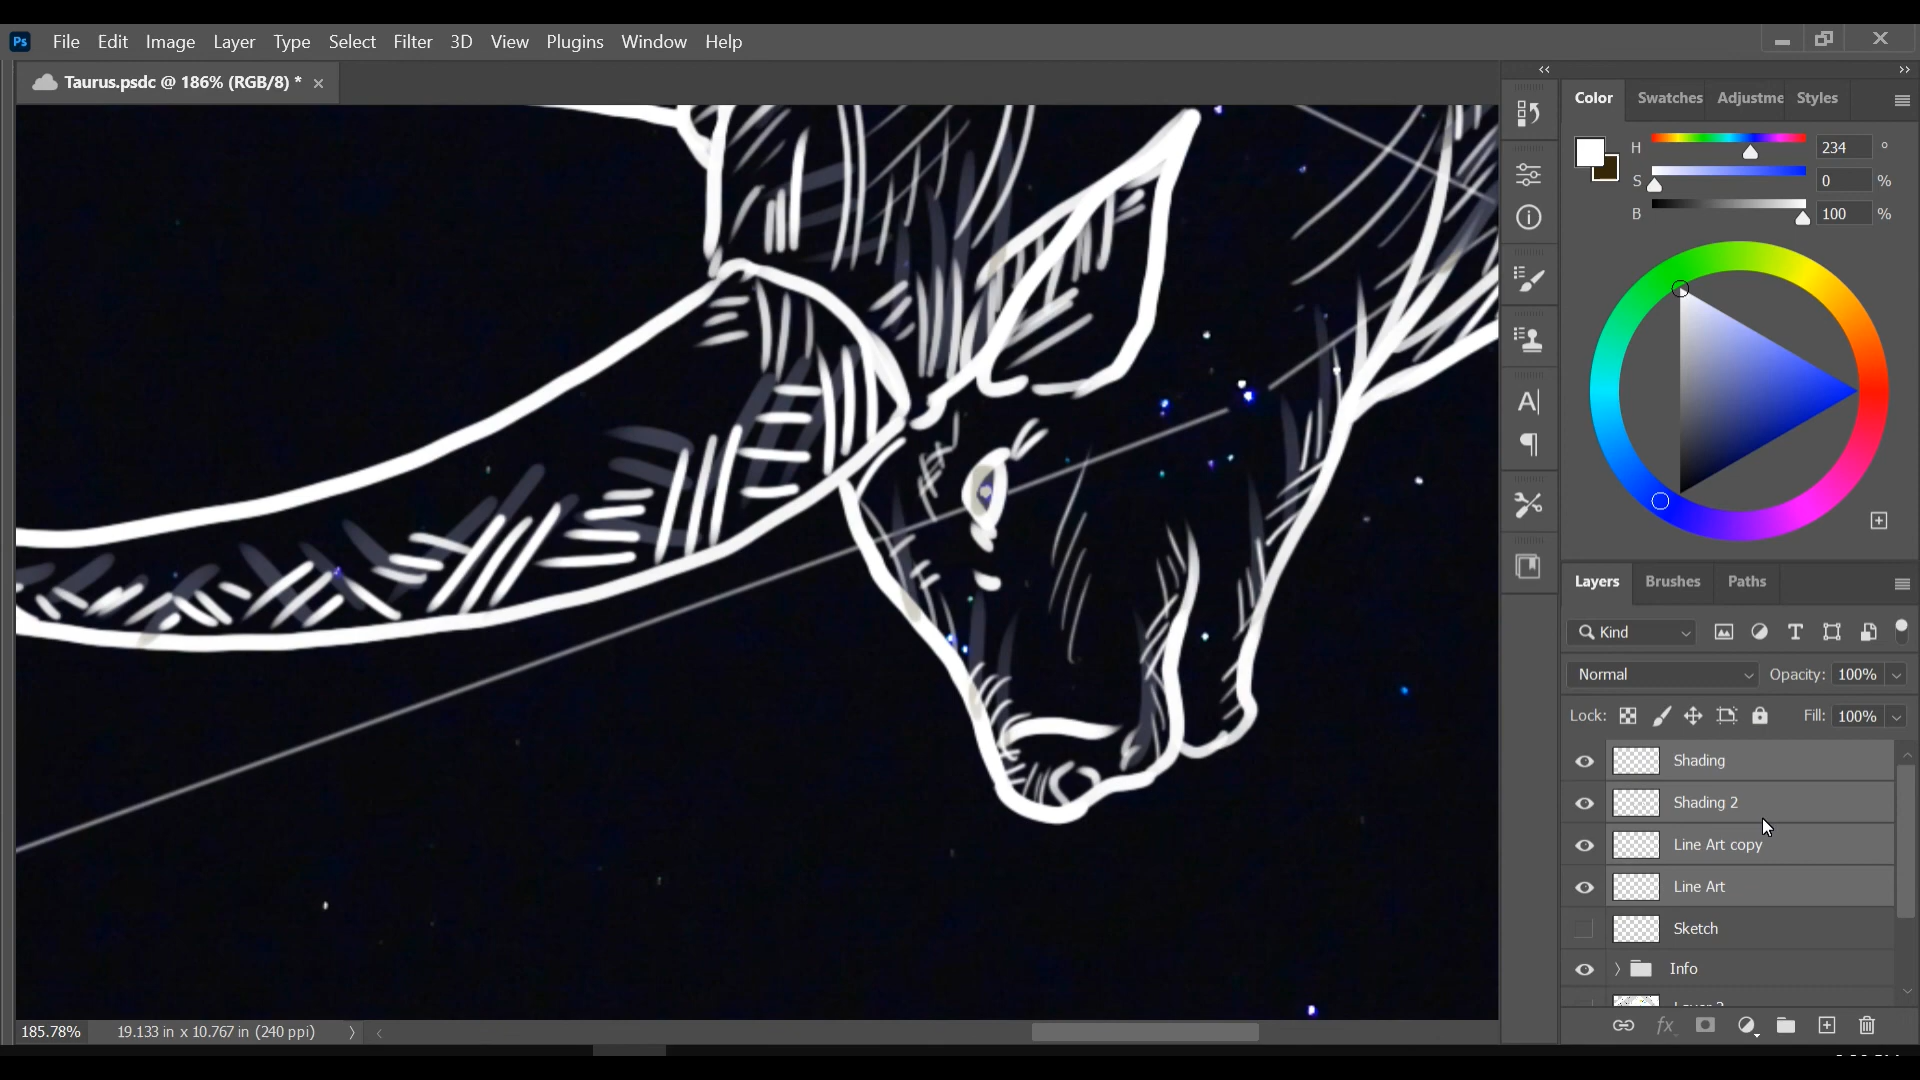 Ps File Edit Image Layer Type Select Filter 3D View Plugins Window Help
Taurus.psdc @ 186% (RGB/8) *
Color Swatches Adjustme Styles
H 234 °
S 0 %
B 100 %
Layers Brushes Paths
Kind
Normal Opacity: 100%
Lock: Fill: 100%
Shading
Shading 2
Line Art copy
Line Art
Sketch
Info
185.78% 19.133 in x 10.767 in (240 ppi)